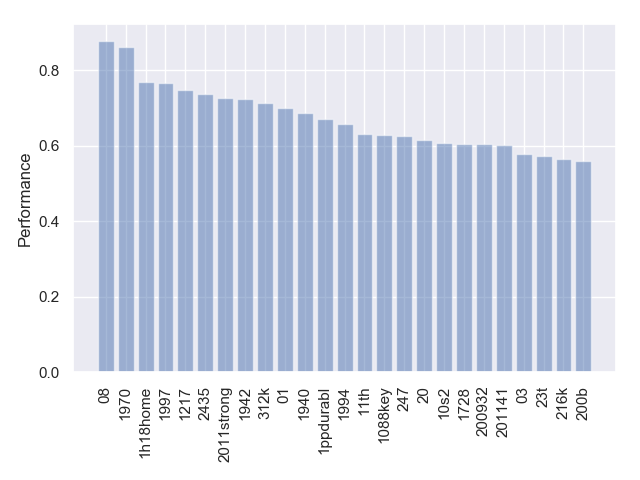 Performance
0.8
0.6
0.4
0.2
0.0
08
1970
1h18home
1997
1217
2435
2011strong
1942
312k
01
1940
1ppdurabl
1994
11th
1088key
247
20
10s2
1728
200932
201141
03
23t
216k
200b